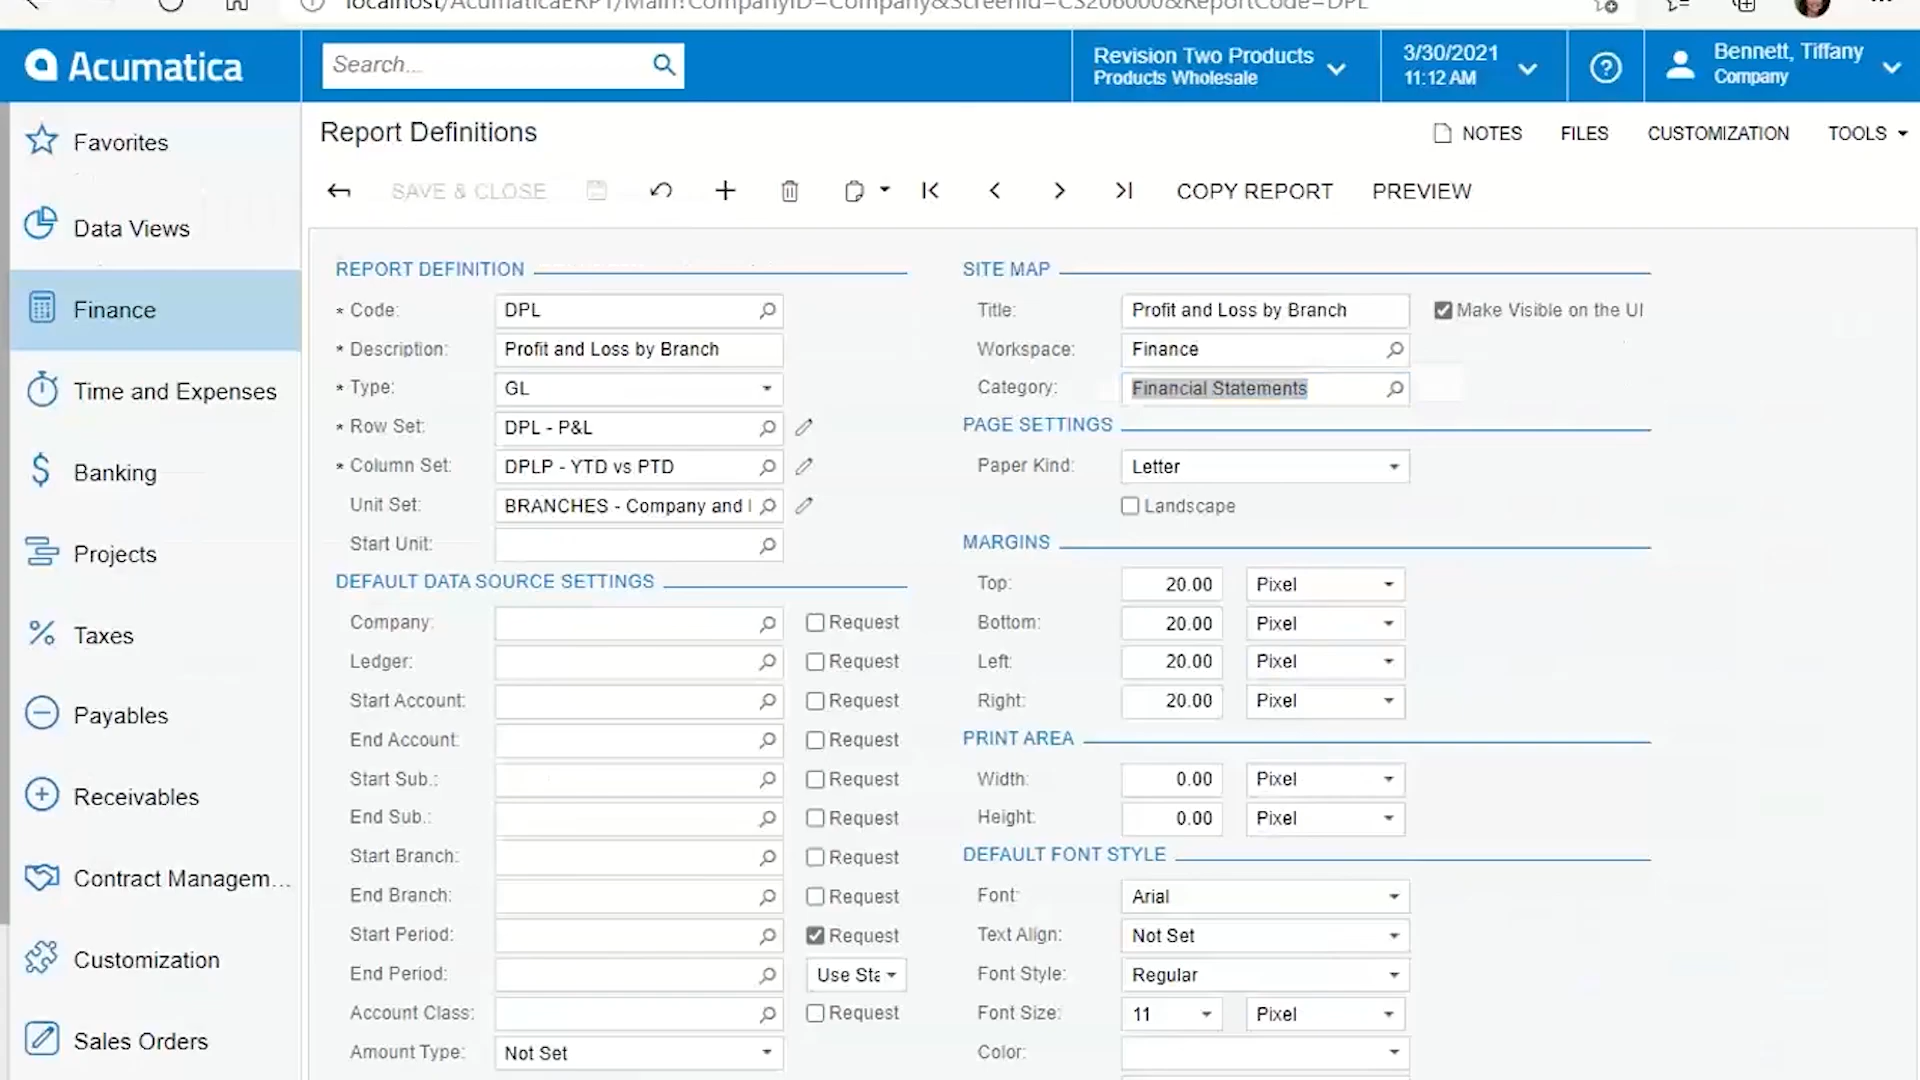 localhost/AcumaticaERP1/Main?CompanyID=Company&ScreenId=CS206000&ReportCode=DPL
Acumatica
Search...
Revision Two Products
Products Wholesale
3/30/2021
11:12 AM
Bennett, Tiffany
Company
Favorites
Data Views
Finance
Time and Expenses
Banking
Projects
Taxes
Payables
Receivables
Contract Managem...
Customization
Sales Orders
Report Definitions
NOTES FILES CUSTOMIZATION TOOLS
SAVE & CLOSE COPY REPORT PREVIEW
REPORT DEFINITION
* Code: DPL
* Description: Profit and Loss by Branch
* Type: GL
* Row Set: DPL - P&L
* Column Set: DPLP - YTD vs PTD
Unit Set: BRANCHES - Company and
Start Unit:
DEFAULT DATA SOURCE SETTINGS
Company: Request
Ledger: Request
Start Account: Request
End Account: Request
Start Sub.: Request
End Sub.: Request
Start Branch: Request
End Branch: Request
Start Period: Request
End Period: Use Sta
Account Class: Request
Amount Type: Not Set
SITE MAP
Title: Profit and Loss by Branch Make Visible on the UI
Workspace: Finance
Category: Financial Statements
PAGE SETTINGS
Paper Kind: Letter
Landscape
MARGINS
Top: 20.00 Pixel
Bottom: 20.00 Pixel
Left: 20.00 Pixel
Right: 20.00 Pixel
PRINT AREA
Width: 0.00 Pixel
Height: 0.00 Pixel
DEFAULT FONT STYLE
Font: Arial
Text Align: Not Set
Font Style: Regular
Font Size: 11 Pixel
Color: